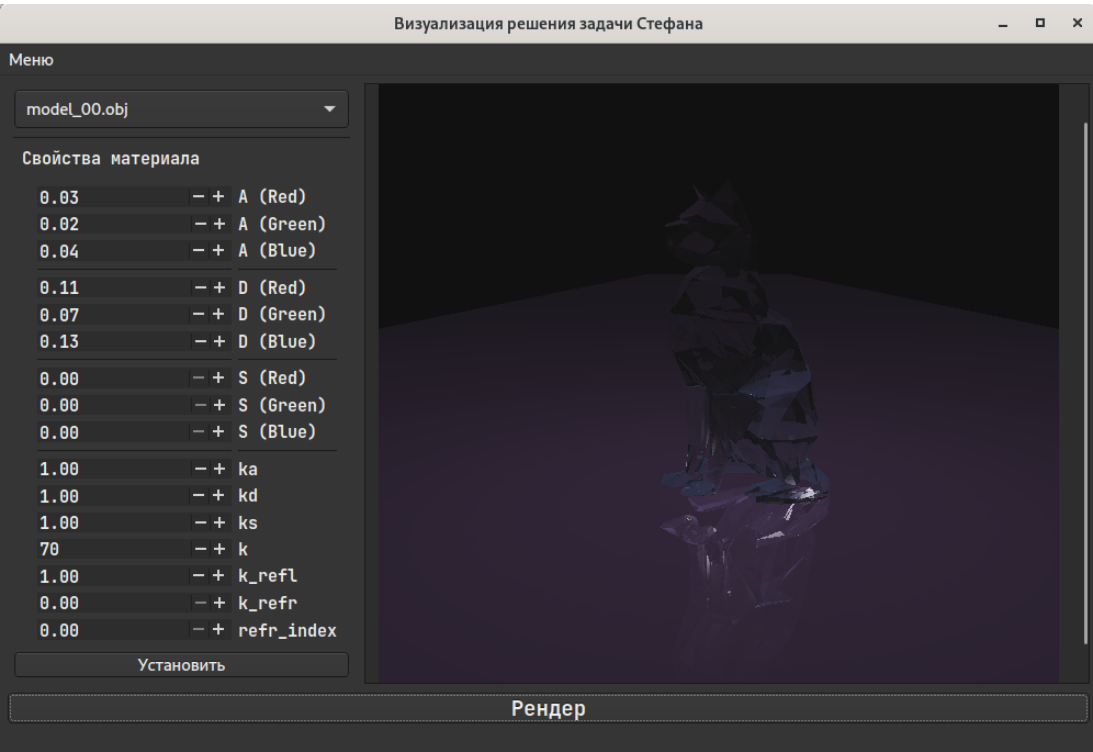 Визуализация решения задачи Стефана
Меню
model_00.obj
Свойства материала
0.03 − + A (Red)
0.02 − + A (Green)
0.04 − + A (Blue)
0.11 − + D (Red)
0.07 − + D (Green)
0.13 − + D (Blue)
0.00 − + S (Red)
0.00 − + S (Green)
0.00 − + S (Blue)
1.00 − + ka
1.00 − + kd
1.00 − + ks
70 − + k
1.00 − + k_refl
0.00 − + k_refr
0.00 − + refr_index
Установить
Рендер